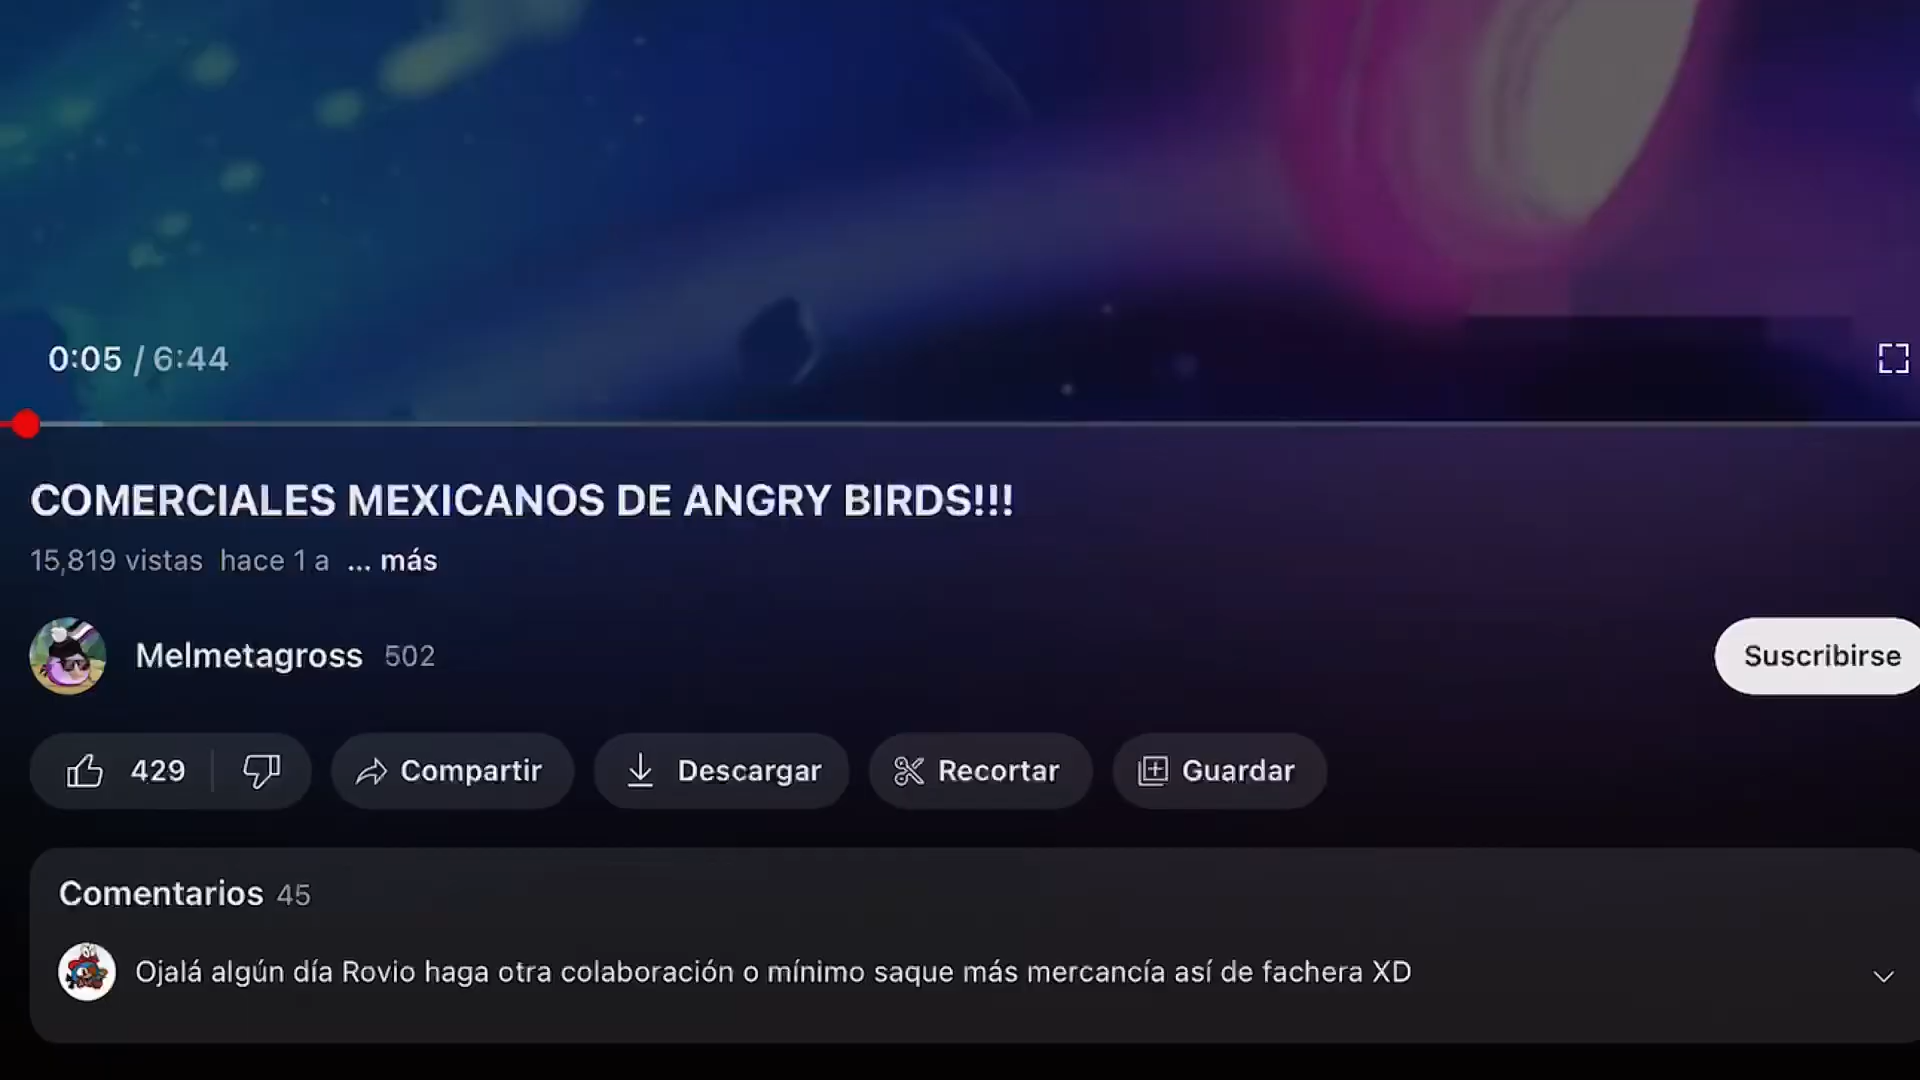 0:05 / 6:44
COMERCIALES MEXICANOS DE ANGRY BIRDS!!!
15,819 vistas hace 1 a ... más
Melmetagross 502
Suscribirse
429
Compartir
Descargar
Recortar
Guardar
Comentarios 45
Ojalá algún día Rovio haga otra colaboración o mínimo saque más mercancía así de fachera XD